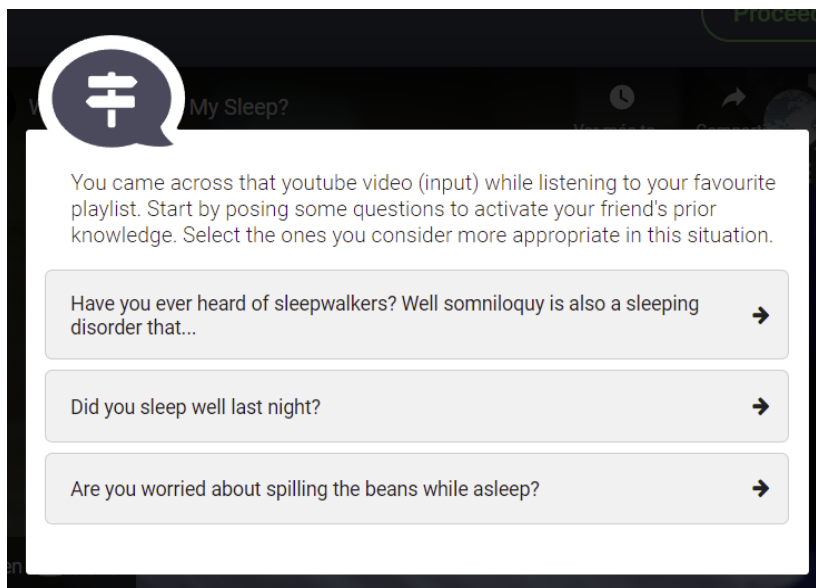 Proceed
My Sleep?
You came across that youtube video (input) while listening to your favourite
playlist. Start by posing some questions to activate your friend's prior
knowledge. Select the ones you consider more appropriate in this situation.
Have you ever heard of sleepwalkers? Well somniloquy is also a sleeping
disorder that...
Did you sleep well last night?
Are you worried about spilling the beans while asleep?